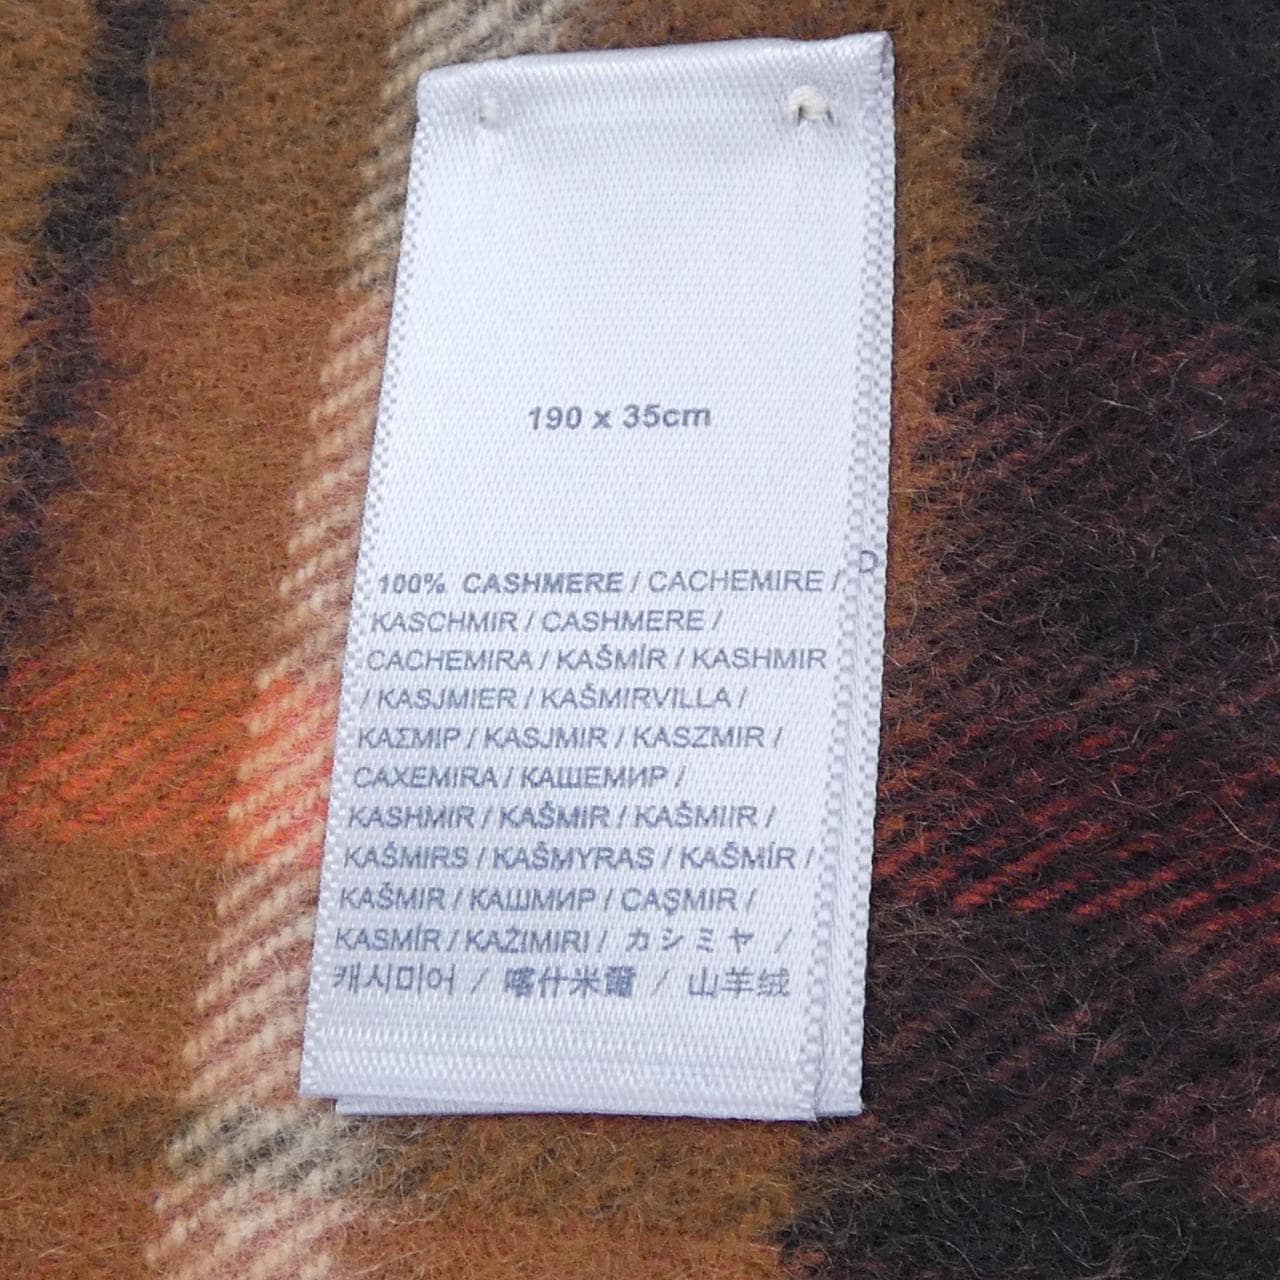 190 x 35cm
100% CASHMERE / CACHEMIRE /
KASCHMIR / CASHMERE /
CACHEMIRA / KAŠMÍR / KASHMIR
/ KASJMIER / KAŠMIRVILLA /
ΚΑΣΜΙΡ / KASJMIR / KASZMIR /
CAXEMIRA / КАШЕМИР /
KASHMIR / KAŠMIR / KAŠMIIR /
KAŠMIRS / KAŠMYRAS / KAŠMÍR /
KAŠMIR / КАШМИР / CAŞMIR /
KASMÍR / KAŻIMIRI / カシミヤ /
캐시미어 / 喀什米爾 / 山羊绒
D